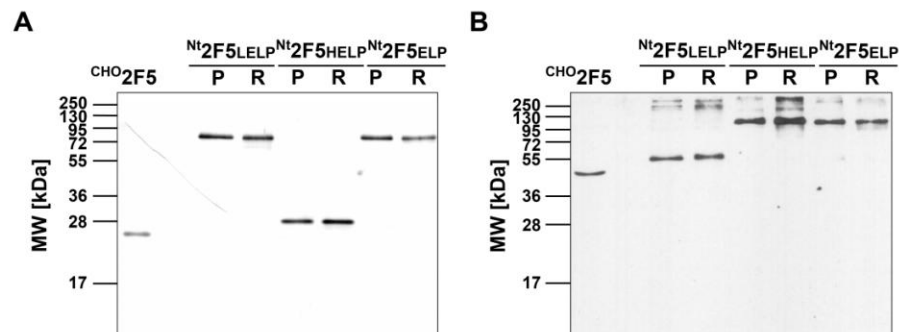 A
Nt2F5LELP Nt2F5HELP Nt2F5ELP
CHO2F5 P R P R P R
250
130
95
72
55
36
28
17
MW [kDa]
B
Nt2F5LELP Nt2F5HELP Nt2F5ELP
CHO2F5 P R P R P R
250
130
95
72
55
36
28
17
MW [kDa]